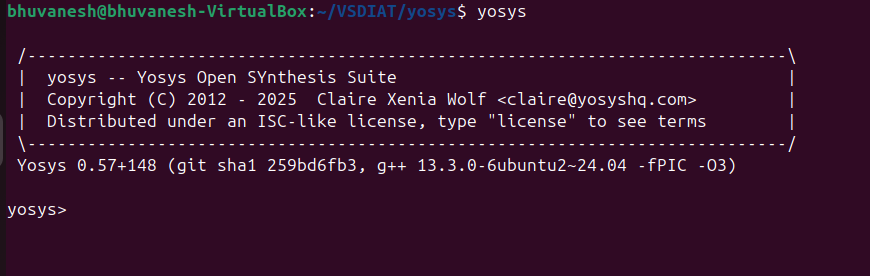 bhuvanesh@bhuvanesh-VirtualBox:~/VSDIAT/yosys$ yosys
/----------------------------------------------------------------------------\
| yosys -- Yosys Open SYnthesis Suite |
| Copyright (C) 2012 - 2025 Claire Xenia Wolf <claire@yosyshq.com> |
| Distributed under an ISC-like license, type "license" to see terms |
\----------------------------------------------------------------------------/
Yosys 0.57+148 (git sha1 259bd6fb3, g++ 13.3.0-6ubuntu2~24.04 -fPIC -O3)
yosys>